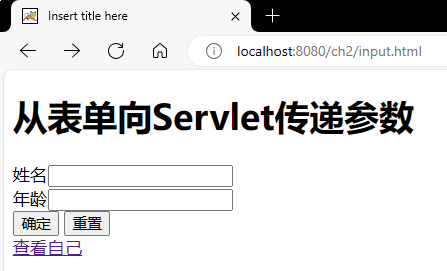 Insert title here
localhost:8080/ch2/input.html
从表单向Servlet传递参数
姓名
年龄
确定 重置
查看自己